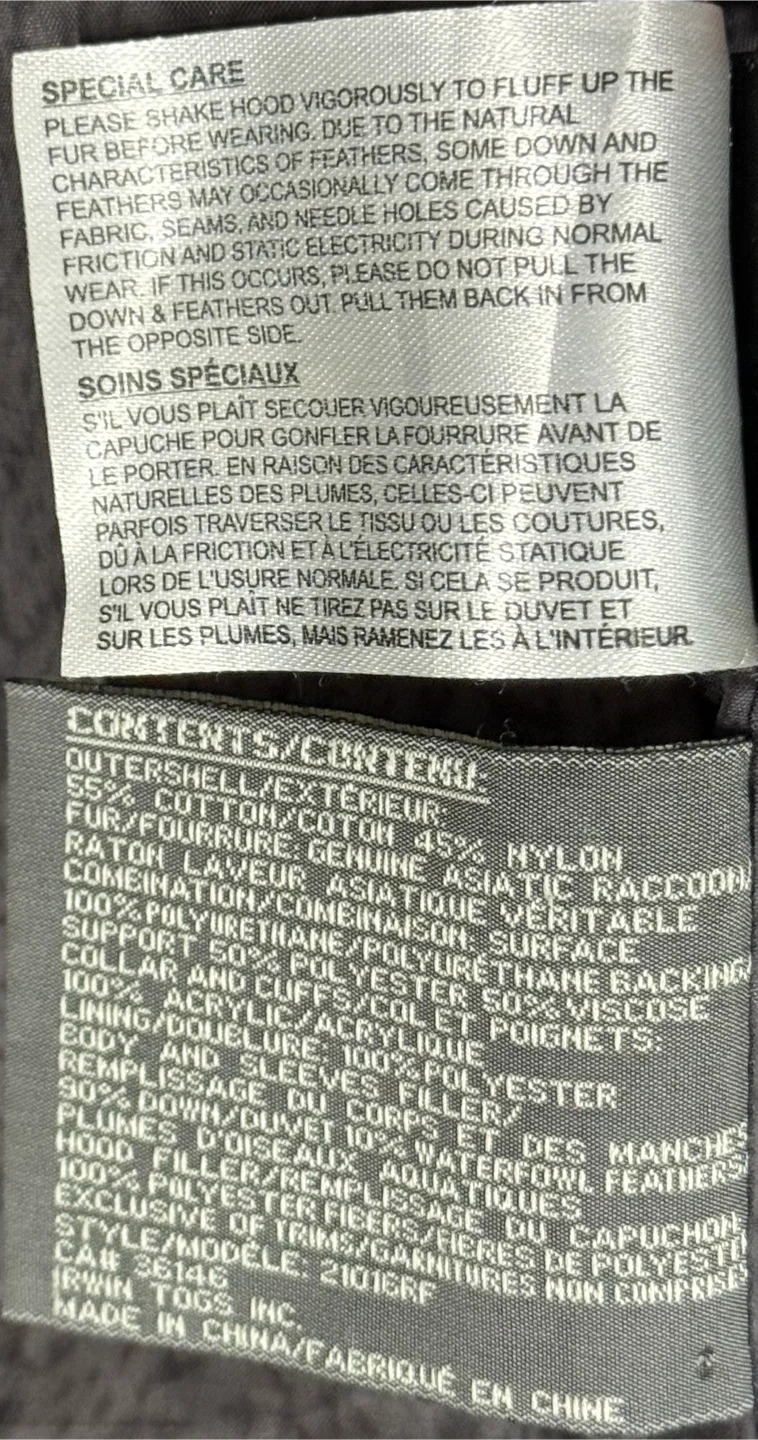 SPECIAL CARE
PLEASE SHAKE HOOD VIGOROUSLY TO FLUFF UP THE
FUR BEFORE WEARING. DUE TO THE NATURAL
CHARACTERISTICS OF FEATHERS, SOME DOWN AND
FEATHERS MAY OCCASIONALLY COME THROUGH THE
FABRIC, SEAMS, AND NEEDLE HOLES CAUSED BY
FRICTION AND STATIC ELECTRICITY DURING NORMAL
WEAR. IF THIS OCCURS, PLEASE DO NOT PULL THE
DOWN & FEATHERS OUT. PULL THEM BACK IN FROM
THE OPPOSITE SIDE.
SOINS SPÉCIAUX
S'IL VOUS PLAÎT SECOUER VIGOUREUSEMENT LA
CAPUCHE POUR GONFLER LA FOURRURE AVANT DE
LE PORTER. EN RAISON DES CARACTÉRISTIQUES
NATURELLES DES PLUMES, CELLES-CI PEUVENT
PARFOIS TRAVERSER LE TISSU OU LES COUTURES,
DÛ À LA FRICTION ET À L'ÉLECTRICITÉ STATIQUE
LORS DE L'USURE NORMALE. SI CELA SE PRODUIT,
S'IL VOUS PLAÎT NE TIREZ PAS SUR LE DUVET ET
SUR LES PLUMES, MAIS RAMENEZ LES À L'INTÉRIEUR.
CONTENTS/CONTENU:
OUTERSHELL/EXTÉRIEUR
55% COTTON/COTON 45% NYLON
FUR/FOURRURE: GENUINE ASIATIC RACCOON/
RATON LAVEUR ASIATIQUE VÉRITABLE
COMBINATION/COMBINAISON: SURFACE
100% POLYURETHANE/POLYURÉTHANE BACKING/
SUPPORT 50% POLYESTER 50% VISCOSE
COLLAR AND CUFFS/COL ET POIGNETS:
100% ACRYLIC/ACRYLIQUE
LINING/DOUBLURE: 100% POLYESTER
BODY AND SLEEVES FILLER/
REMPLISSAGE DU CORPS ET DES MANCHES
90% DOWN/DUVET 10% WATERFOWL FEATHERS/
PLUMES D'OISEAUX AQUATIQUES
HOOD FILLER/REMPLISSAGE DU CAPUCHON
100% POLYESTER FIBERS/FIBRES DE POLYESTE
EXCLUSIVE OF TRIMS/GARNITURES NON COMPRISES
STYLE/MODÈLE: 21016RF
CA# 36146
IRWIN TOGS INC.
MADE IN CHINA/FABRIQUÉ EN CHINE